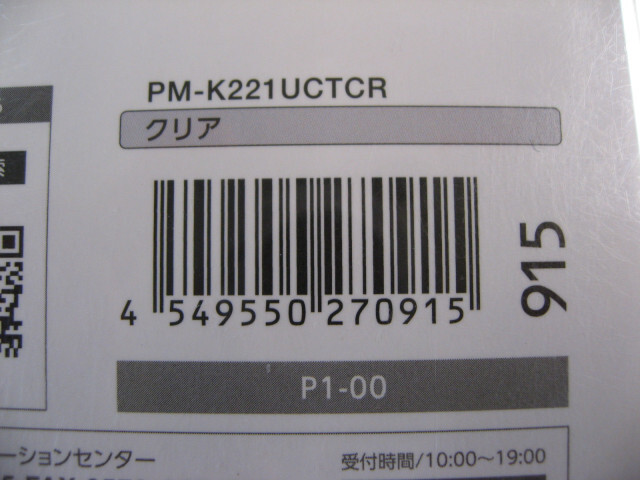 PM-K221UCTCR
クリア
4 549550 270915
915
P1-00
ーションセンター
受付時間/10:00～19:00